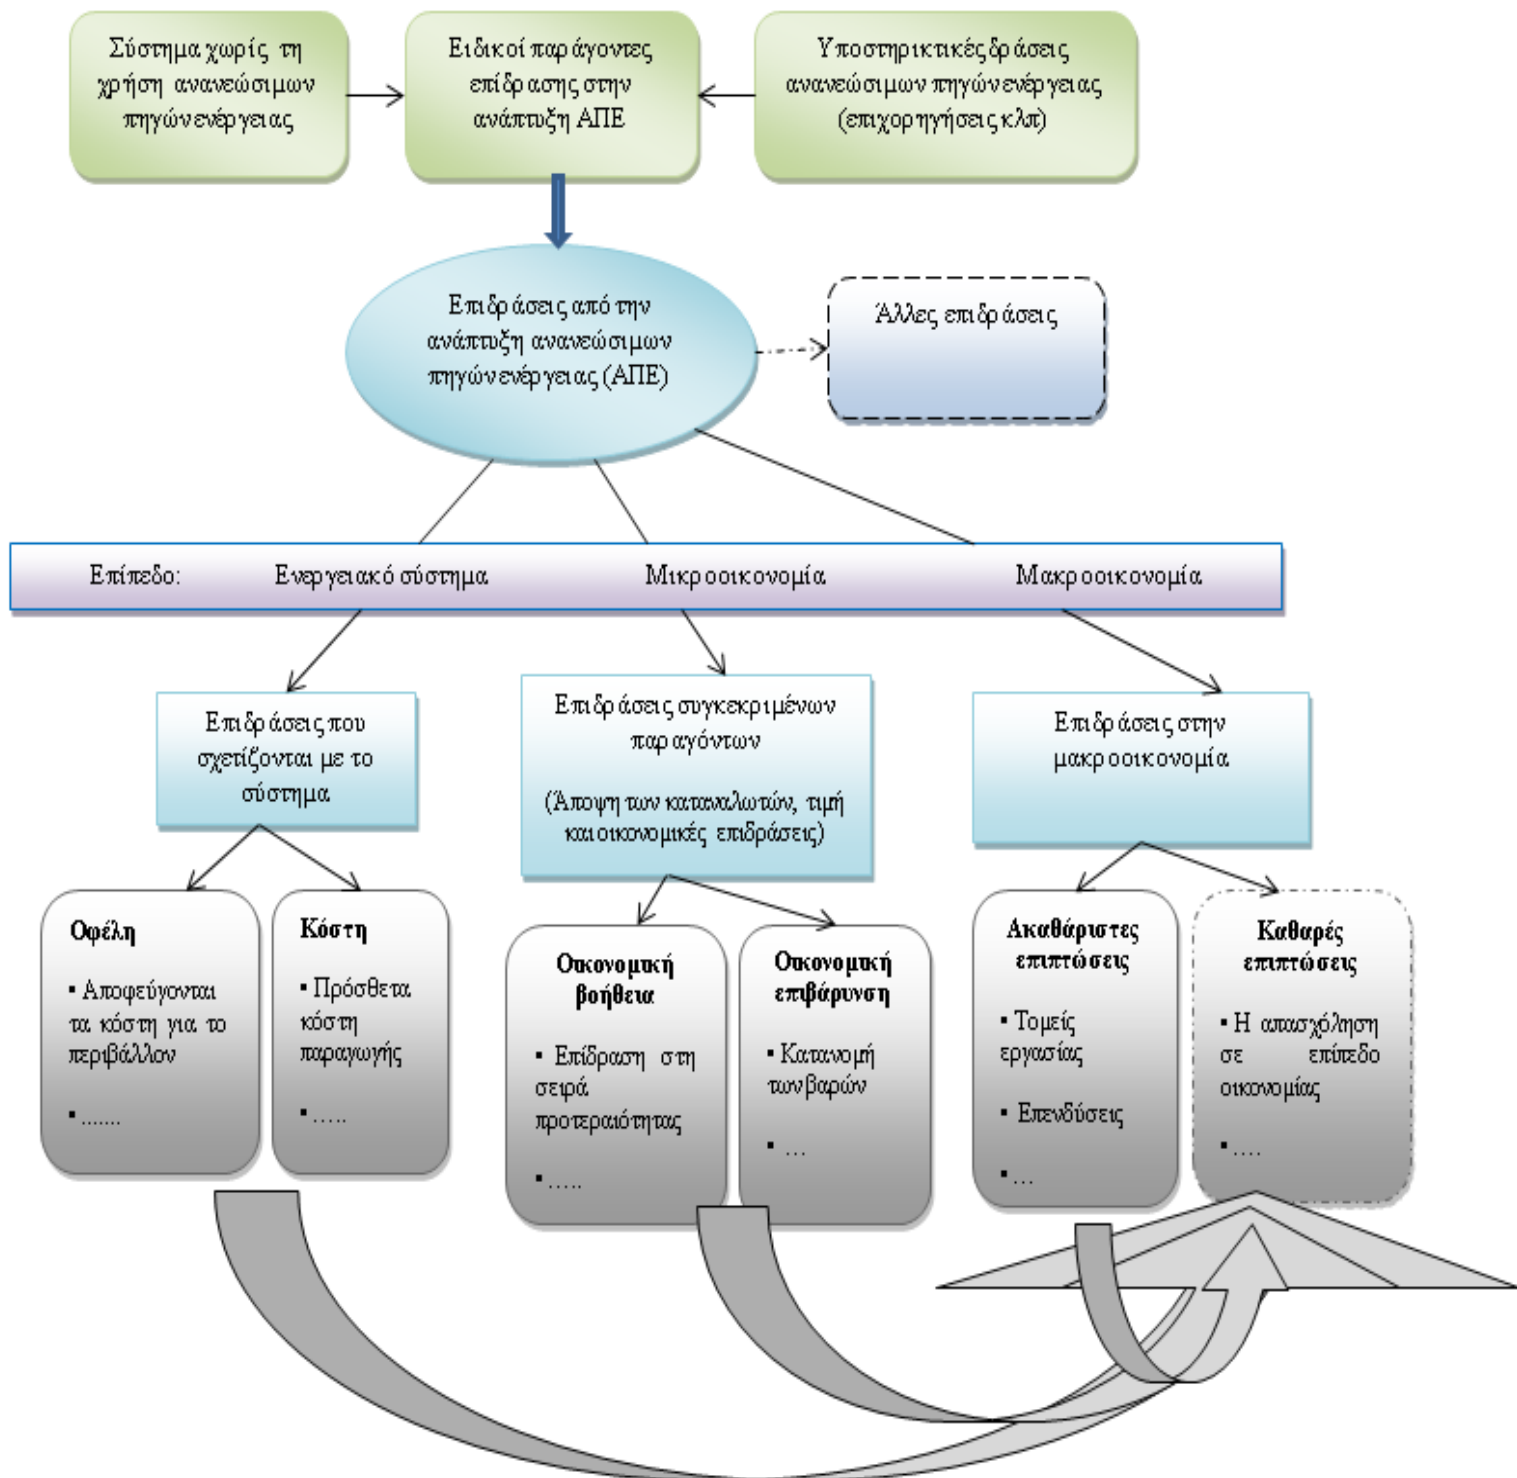 Σύστημα χωρίς τη
χρήση ανανεώσιμων
πηγών ενέργειας
Ειδικοί παράγοντες
επίδρασης στην
ανάπτυξη ΑΠΕ
Υποστηρικτικές δράσεις
ανανεώσιμων πηγών ενέργειας
(επιχορηγήσεις κλπ)
Επιδράσεις από την
ανάπτυξη ανανεώσιμων
πηγών ενέργειας (ΑΠΕ)
Άλλες επιδράσεις
Επίπεδο: Ενεργειακό σύστημα Μικροοικονομία Μακροοικονομία
Επιδράσεις που
σχετίζονται με το
σύστημα
Επιδράσεις συγκεκριμένων
παραγόντων
(Άποψη των καταναλωτών, τιμή
και οικονομικές επιδράσεις)
Επιδράσεις στην
μακροοικονομία
Οφέλη
▪ Αποφεύγονται
τα κόστη για το
περιβάλλον
▪ .......
Κόστη
▪ Πρόσθετα
κόστη
παραγωγής
▪ .....
Οικονομική
βοήθεια
▪ Επίδραση στη
σειρά
προτεραιότητας
▪ .....
Οικονομική
επιβάρυνση
▪ Κατανομή
των βαρών
▪ ...
Ακαθάριστες
επιπτώσεις
▪ Τομείς
εργασίας
▪ Επενδύσεις
▪ ...
Καθαρές
επιπτώσεις
▪ Η απασχόληση
σε επίπεδο
οικονομίας
▪ ....